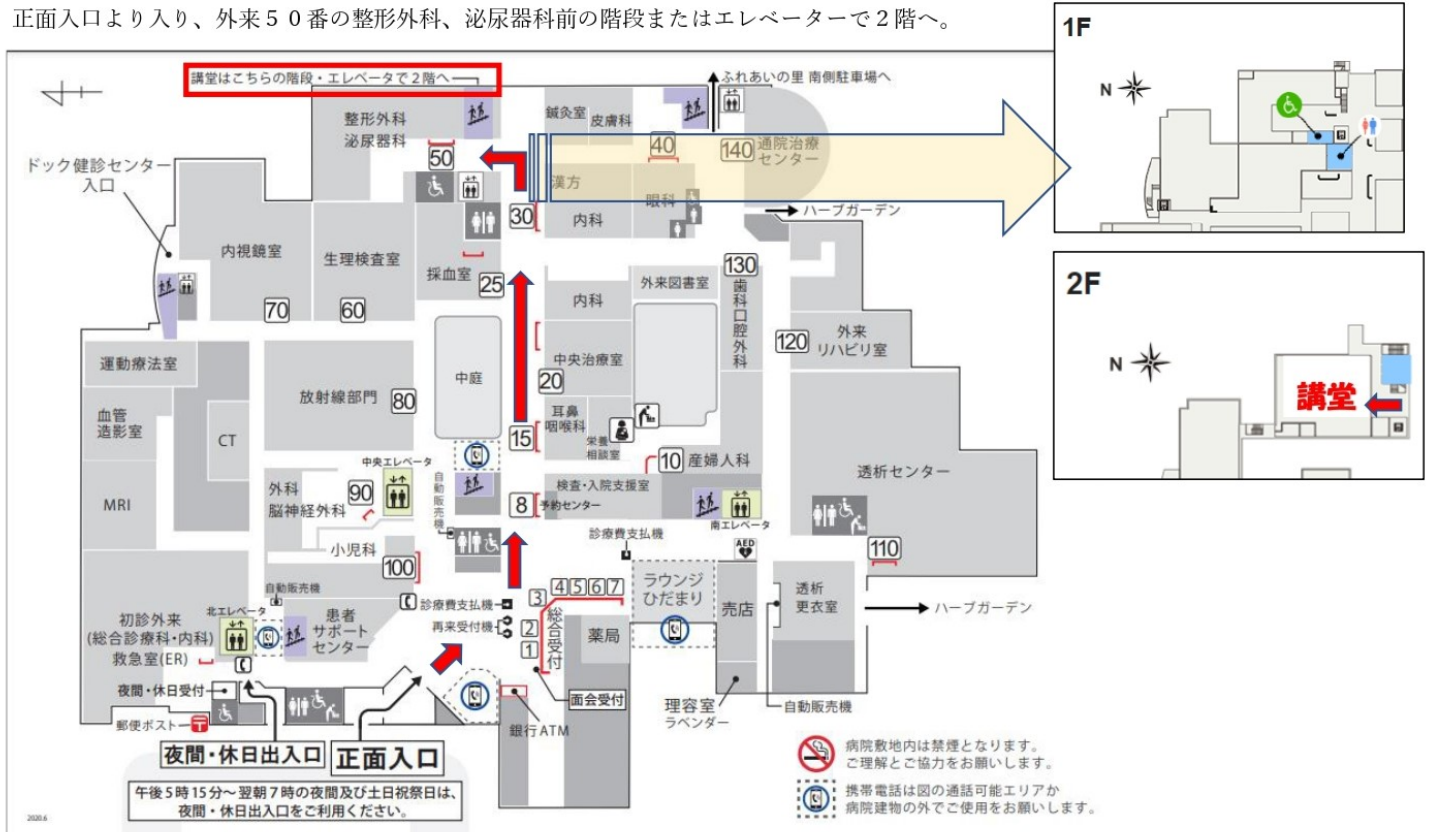 正面入口より入り、外来５０番の整形外科、泌尿器科前の階段またはエレベーターで２階へ。
1F
講堂はこちらの階段・エレベータで２階へ
ふれあいの里 南側駐車場へ
N
整形外科
泌尿器科
鍼灸室
皮膚科
50
40
140
通院治療
センター
ドック健診センター
入口
漢方
眼科
30
内科
ハーブガーデン
内視鏡室
生理検査室
採血室
25
130
歯科口腔外科
外来図書室
2F
70
60
内科
120
外来
リハビリ室
N
運動療法室
放射線部門
80
中庭
中央治療室
20
講堂
血管
造影室
CT
耳鼻
咽喉科
15
栄養
相談室
10
産婦人科
透析センター
中央エレベータ
自動販売機
検査・入院支援室
MRI
外科
脳神経外科
90
8
予約センター
南エレベータ
診療費支払機
AED
小児科
100
110
自動販売機
4
5
6
7
ラウンジ
ひだまり
透析
更衣室
診療費支払機
3
総合受付
売店
ハーブガーデン
初診外来
(総合診療科・内科)
救急室(ER)
北エレベータ
患者
サポート
センター
再来受付機
2
1
薬局
夜間・休日受付
面会受付
理容室
ラベンダー
自動販売機
郵便ポスト
銀行ATM
夜間・休日出入口
正面入口
病院敷地内は禁煙となります。
ご理解とご協力をお願いします。
午後５時15分〜翌朝７時の夜間及び土日祝祭日は、
夜間・休日出入口をご利用ください。
携帯電話は図の通話可能エリアか
病院建物の外でご使用をお願いします。
2020.6